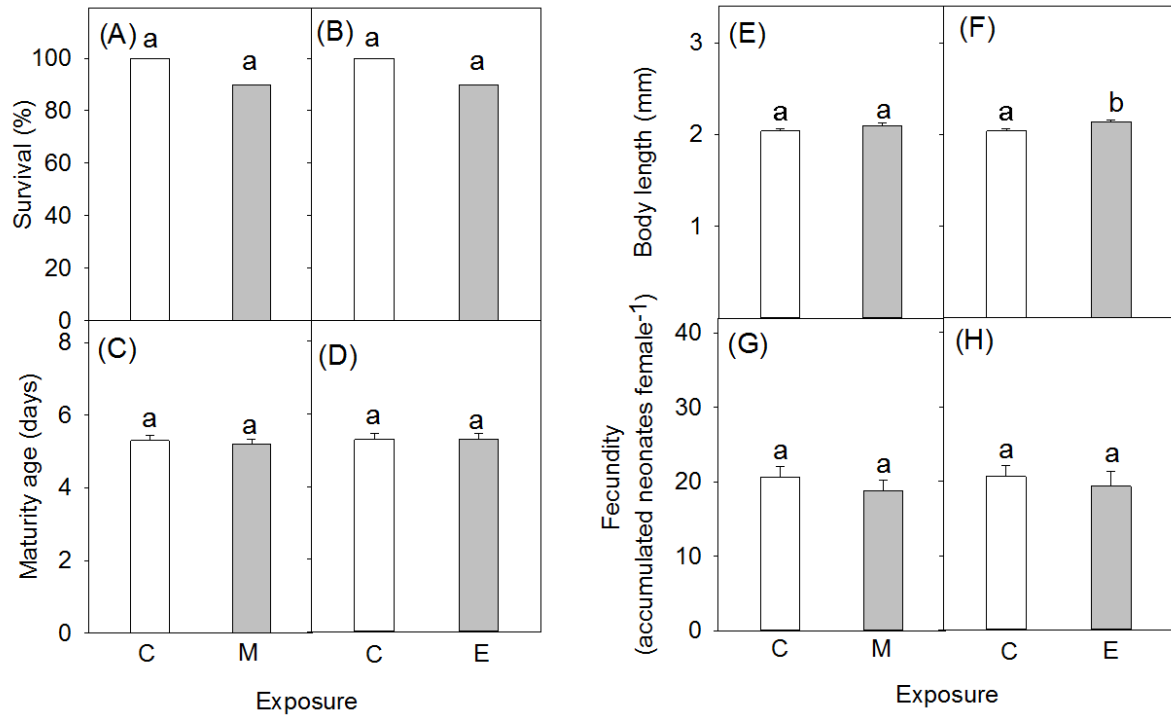 (A)
a
a
(B)
a
a
100
80
60
40
20
0
Survival (%)
(C)
a
a
(D)
a
a
8
6
4
2
0
Maturity age (days)
C M C E
Exposure
(E)
a a
(F)
a
b
3
2
1
Body length (mm)
(G)
a
a
(H)
a
a
40
30
20
10
0
Fecundity
(accumulated neonates female-1)
C M C E
Exposure